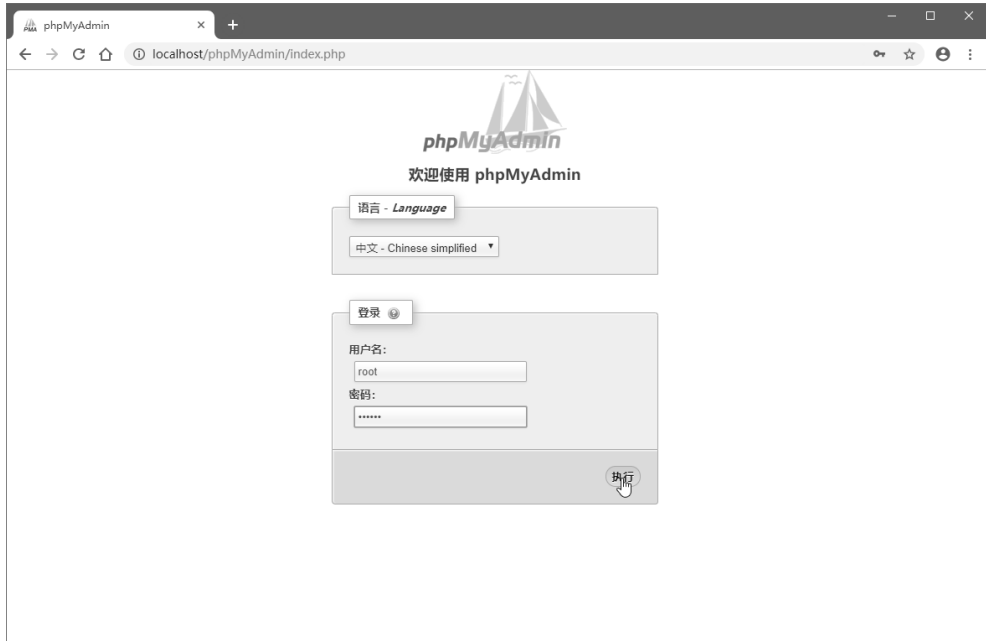 phpMyAdmin
localhost/phpMyAdmin/index.php
phpMyAdmin
欢迎使用 phpMyAdmin
语言 - Language
中文 - Chinese simplified
登录
用户名:
root
密码:
••••••
执行